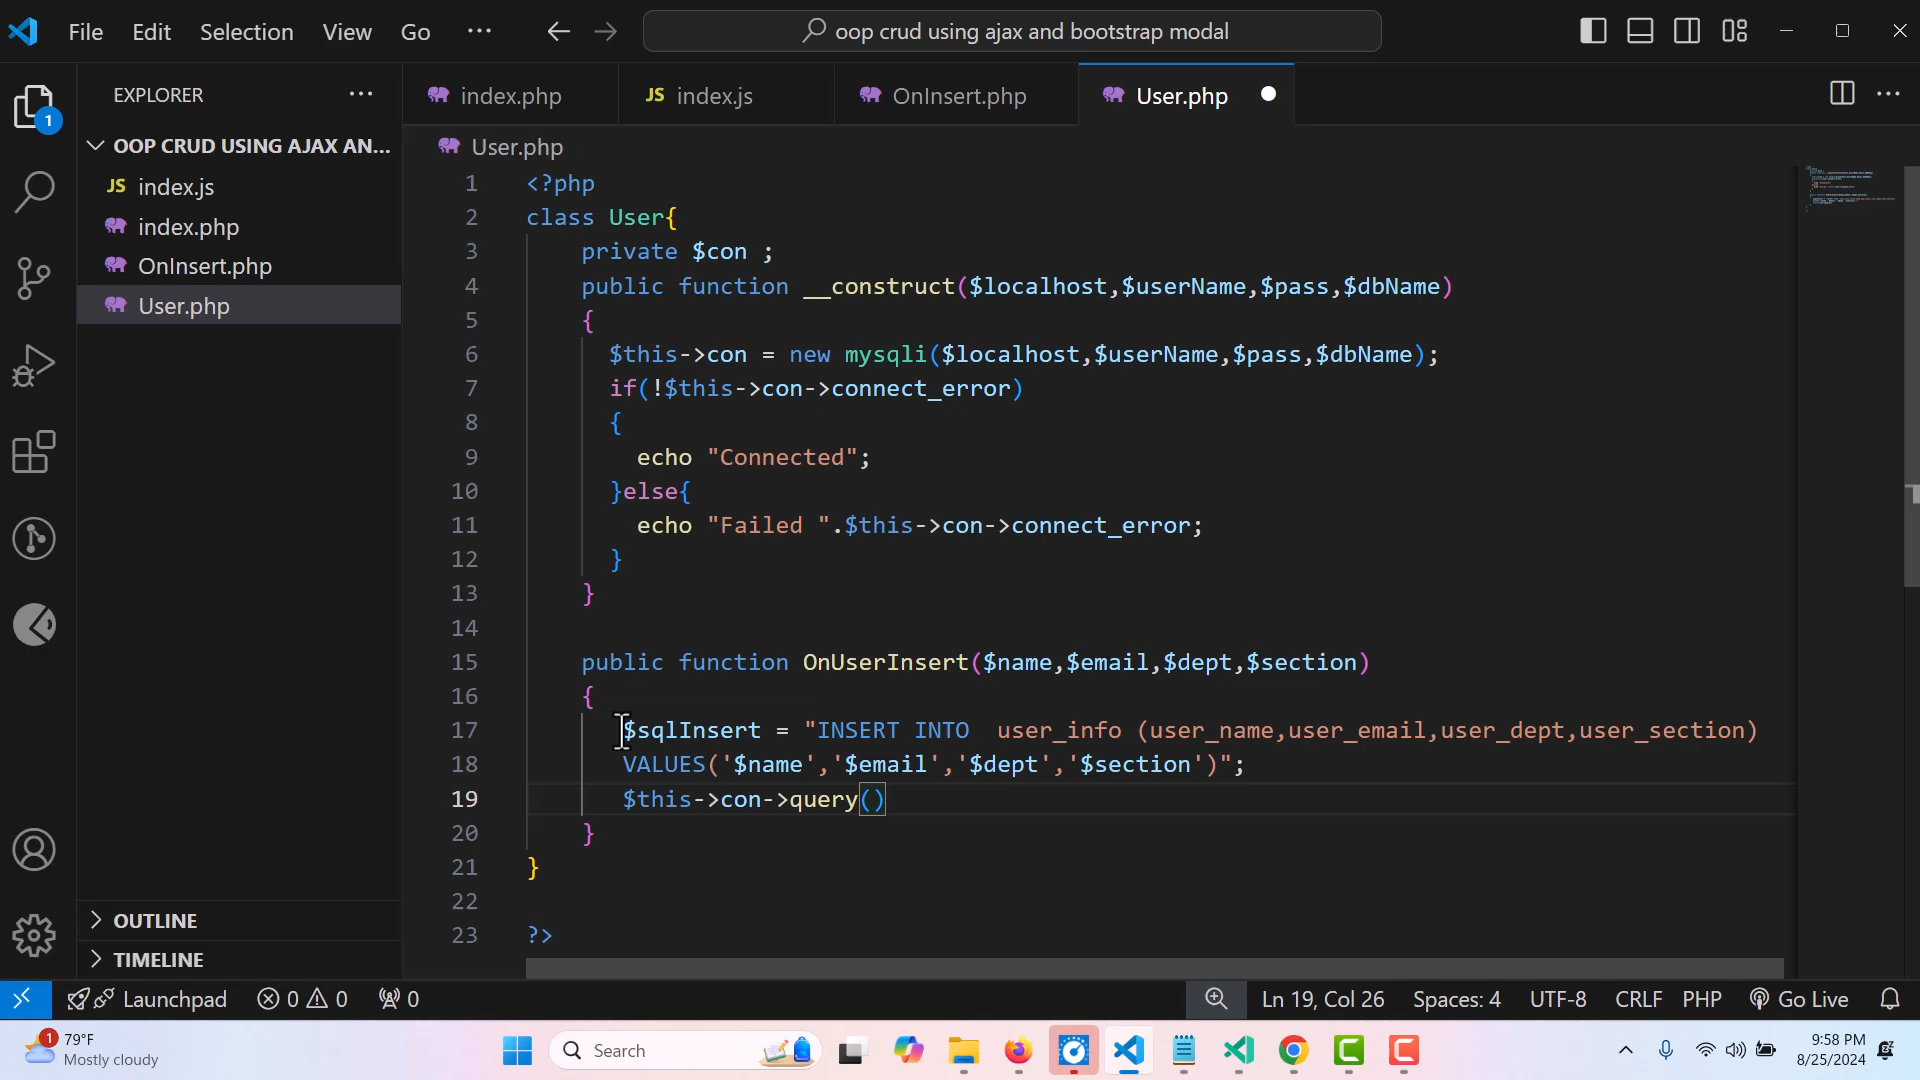 File Edit Selection View Go ··· oop crud using ajax and bootstrap modal
EXPLORER ···
index.php JS index.js OnInsert.php User.php
OOP CRUD USING AJAX AN...
JS index.js
index.php
OnInsert.php
User.php
OUTLINE
TIMELINE
1
User.php
1 <?php
2 class User{
3 private $con ;
4 public function __construct($localhost,$userName,$pass,$dbName)
5 {
6 $this->con = new mysqli($localhost,$userName,$pass,$dbName);
7 if(!$this->con->connect_error)
8 {
9 echo "Connected";
10 }else{
11 echo "Failed ".$this->con->connect_error;
12 }
13 }
14
15 public function OnUserInsert($name,$email,$dept,$section)
16 {
17 $sqlInsert = "INSERT INTO  user_info (user_name,user_email,user_dept,user_section)
18 VALUES('$name','$email','$dept','$section')";
19 $this->con->query()
20 }
21 }
22
23 ?>
Launchpad 0 0 0 Ln 19, Col 26 Spaces: 4 UTF-8 CRLF PHP Go Live
1 79°F
Mostly cloudy
Search
9:58 PM
8/25/2024